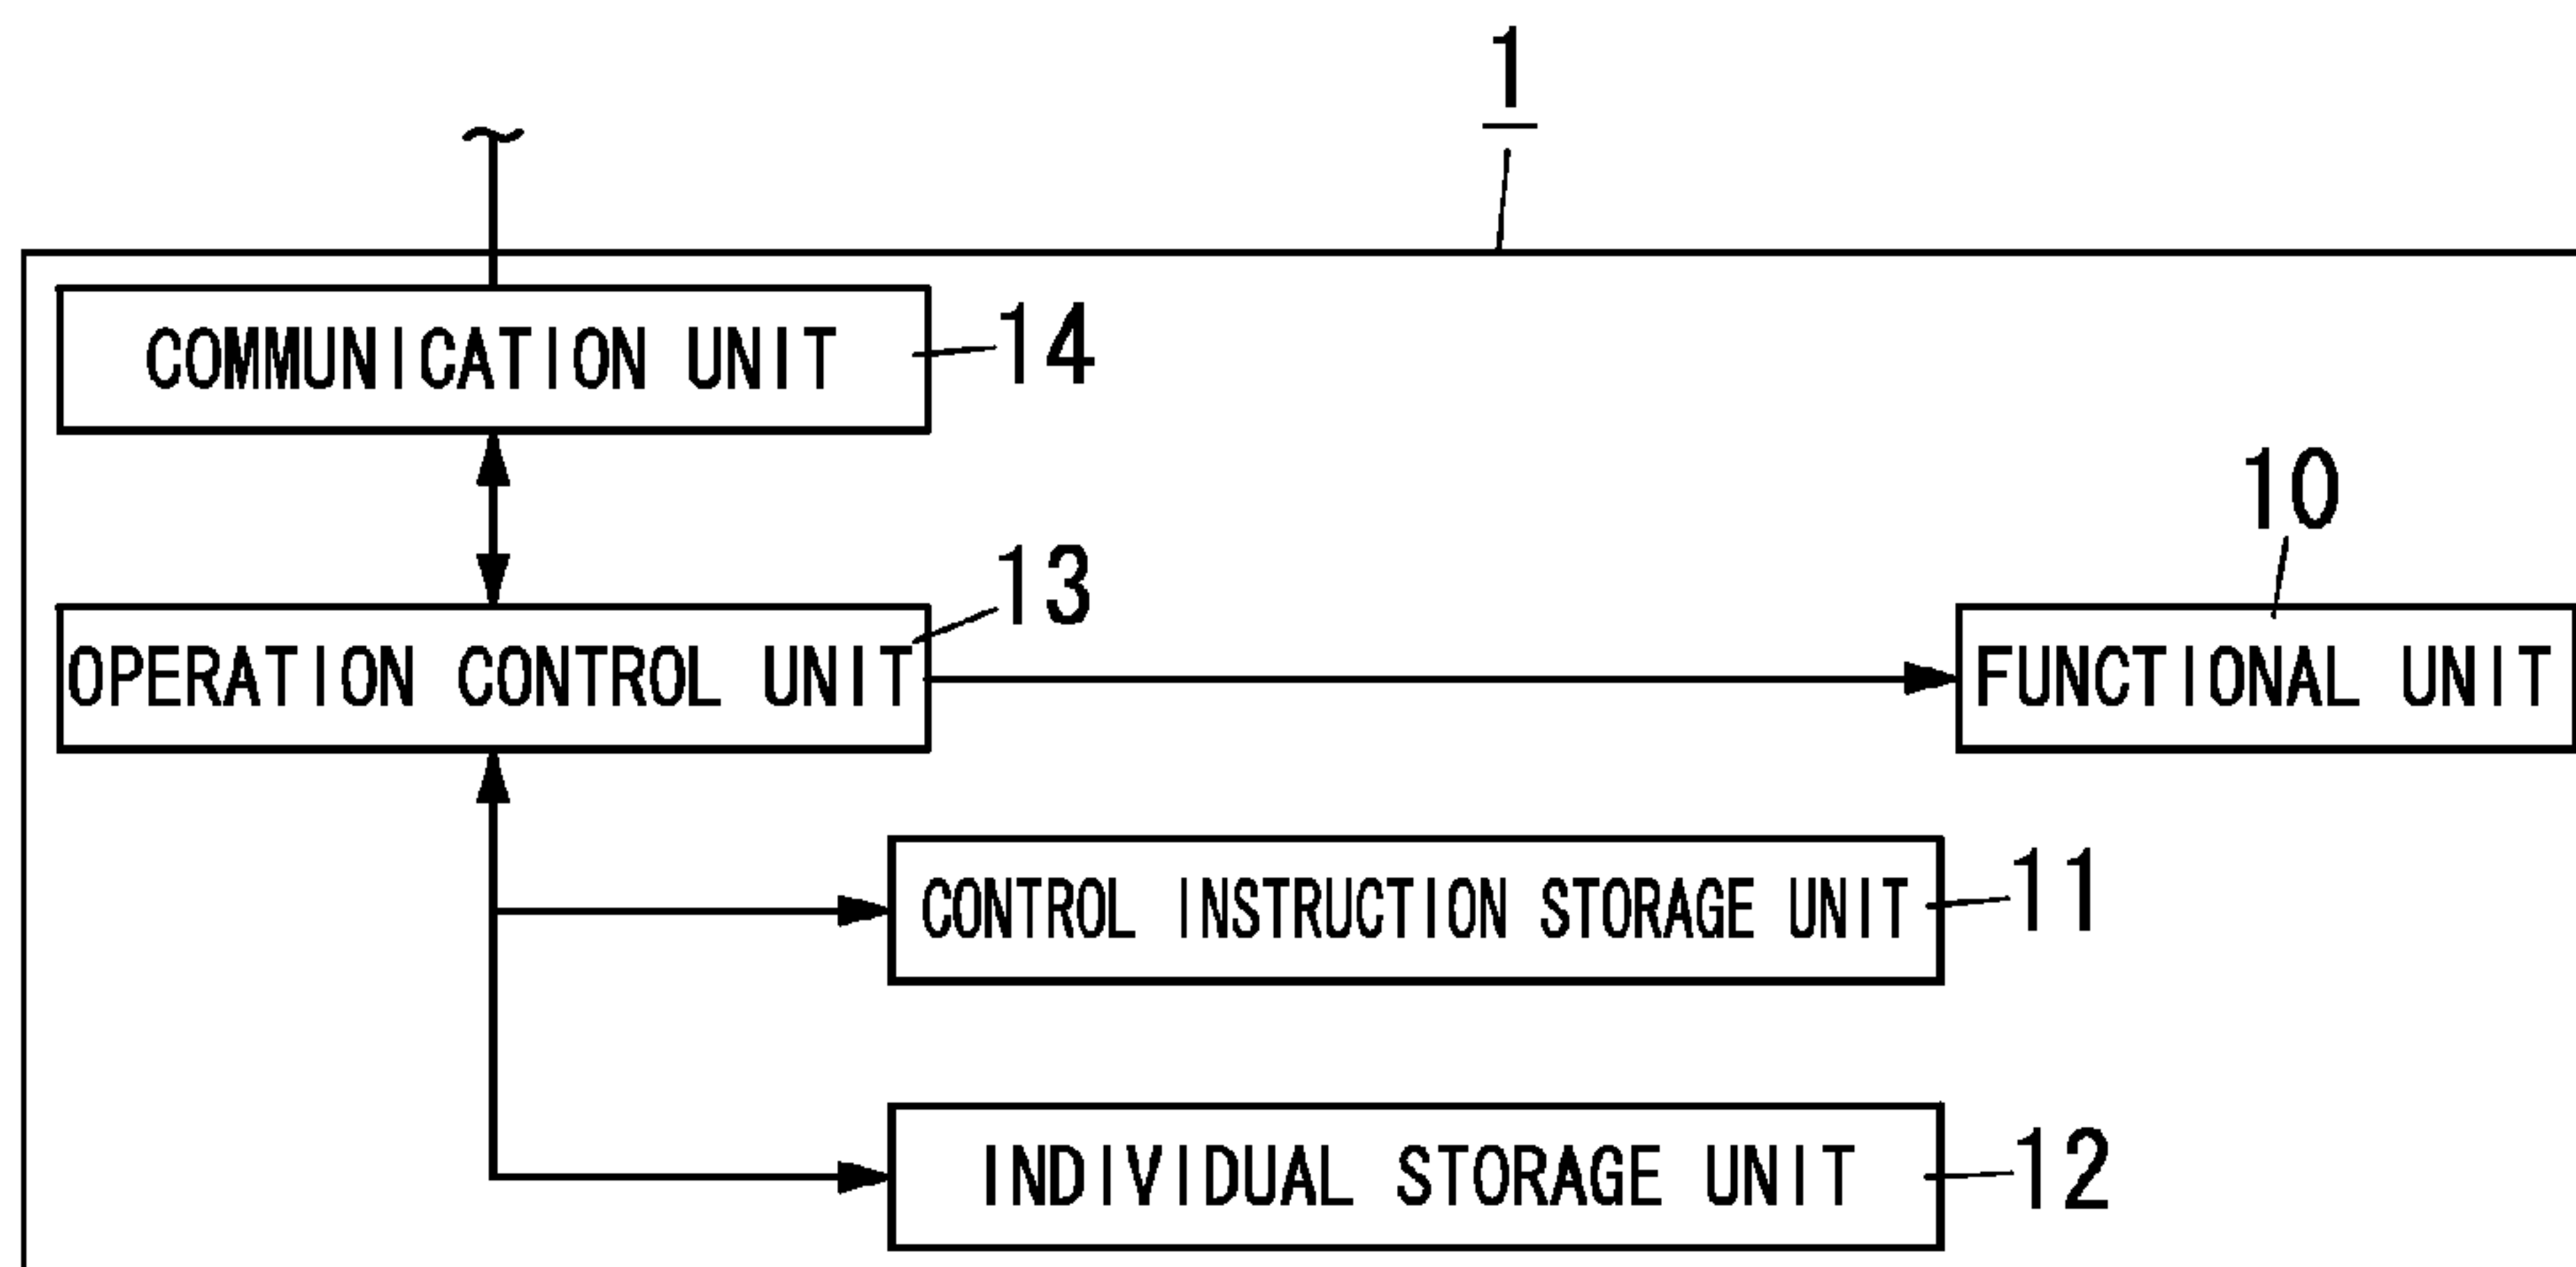 1
COMMUNICATION UNIT
14
10
13
OPERATION CONTROL UNIT
FUNCTIONAL UNIT
CONTROL INSTRUCTION STORAGE UNIT
11
INDIVIDUAL STORAGE UNIT
12